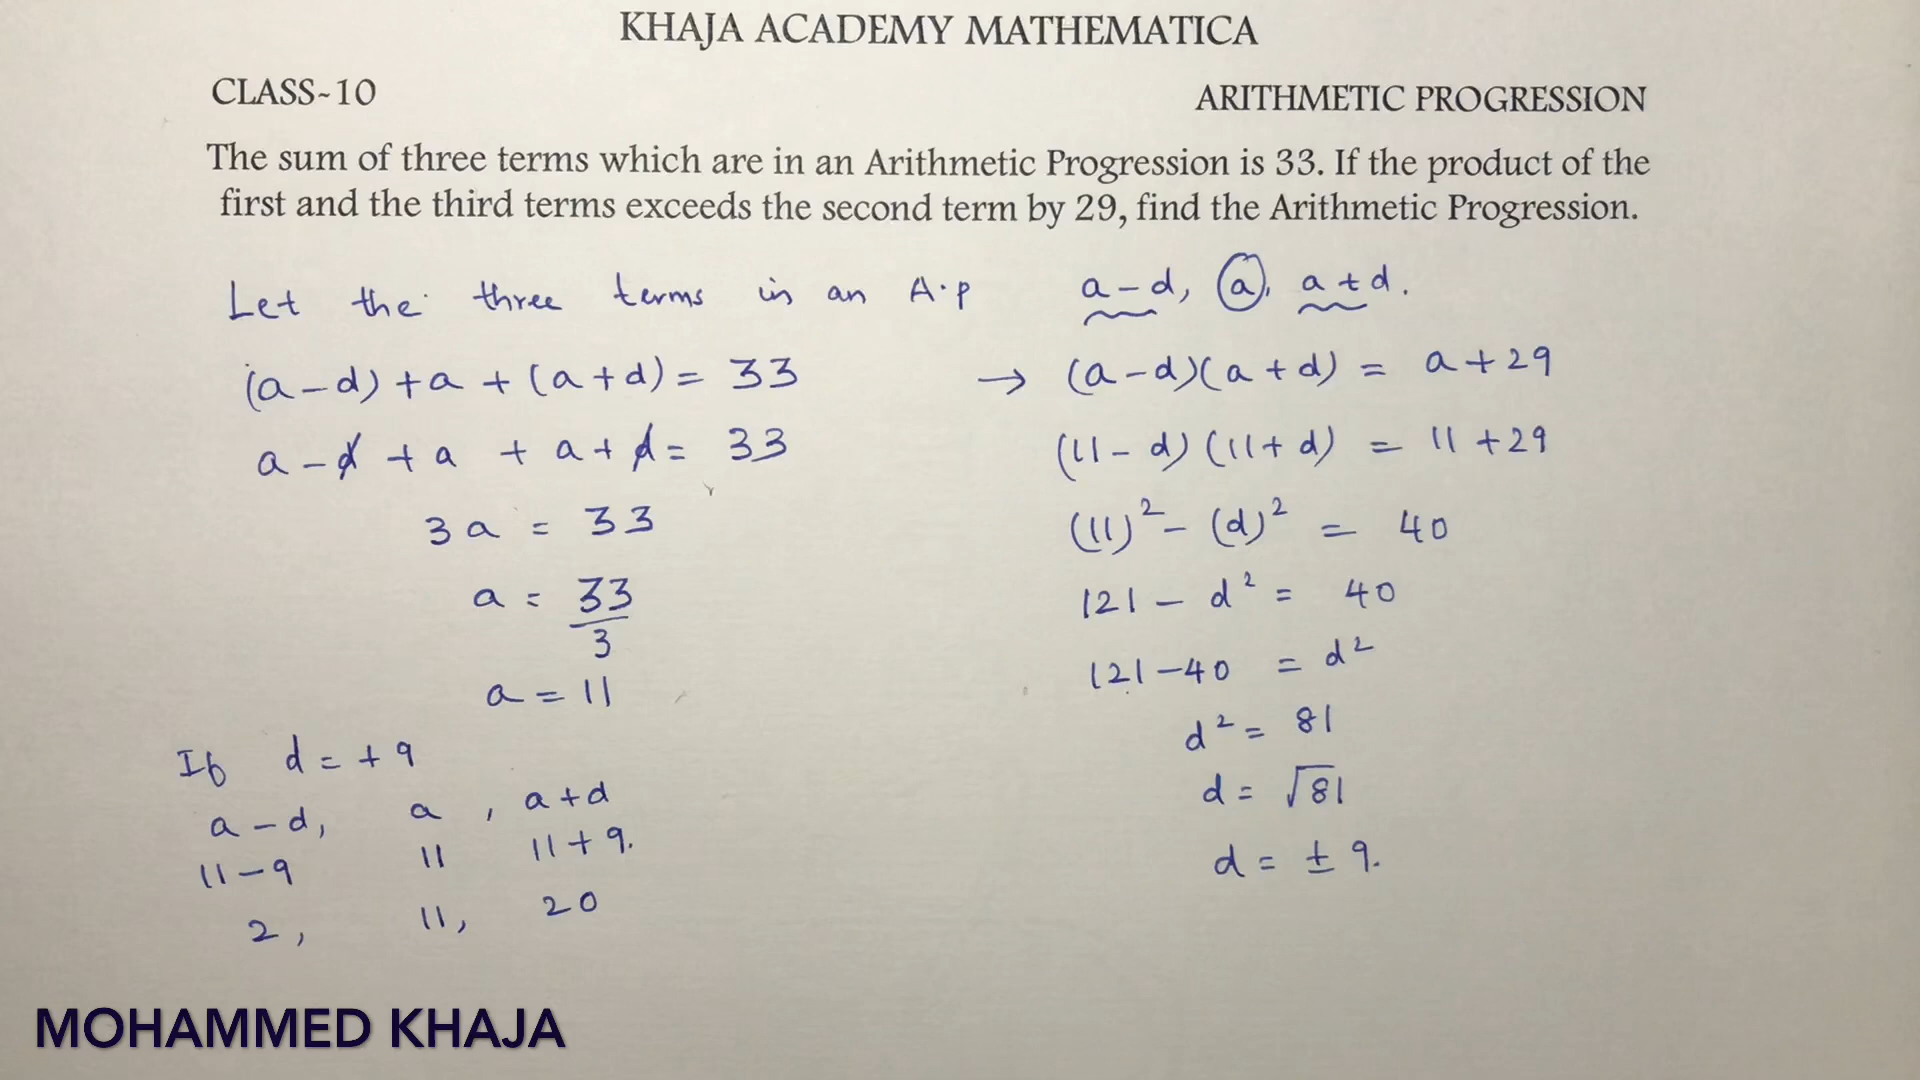 KHAJA ACADEMY MATHEMATICA
CLASS~10
ARITHMETIC PROGRESSION
The sum of three terms which are in an Arithmetic Progression is 33. If the product of the
first and the third terms exceeds the second term by 29, find the Arithmetic Progression.
Let the three terms in an A.p a-d, a, a+d.
(a-d)+a+(a+d)= 33
a-d+a+a+d= 33
3a = 33
a = 33/3
a = 11
→ (a-d)(a+d) = a+29
(11-d)(11+d) = 11+29
(11)²-(d)² = 40
121-d² = 40
121-40 = d²
d² = 81
d = √81
d = ± 9.
If d = +9
a-d, a, a+d
11-9 11 11+9.
2, 11, 20
MOHAMMED KHAJA